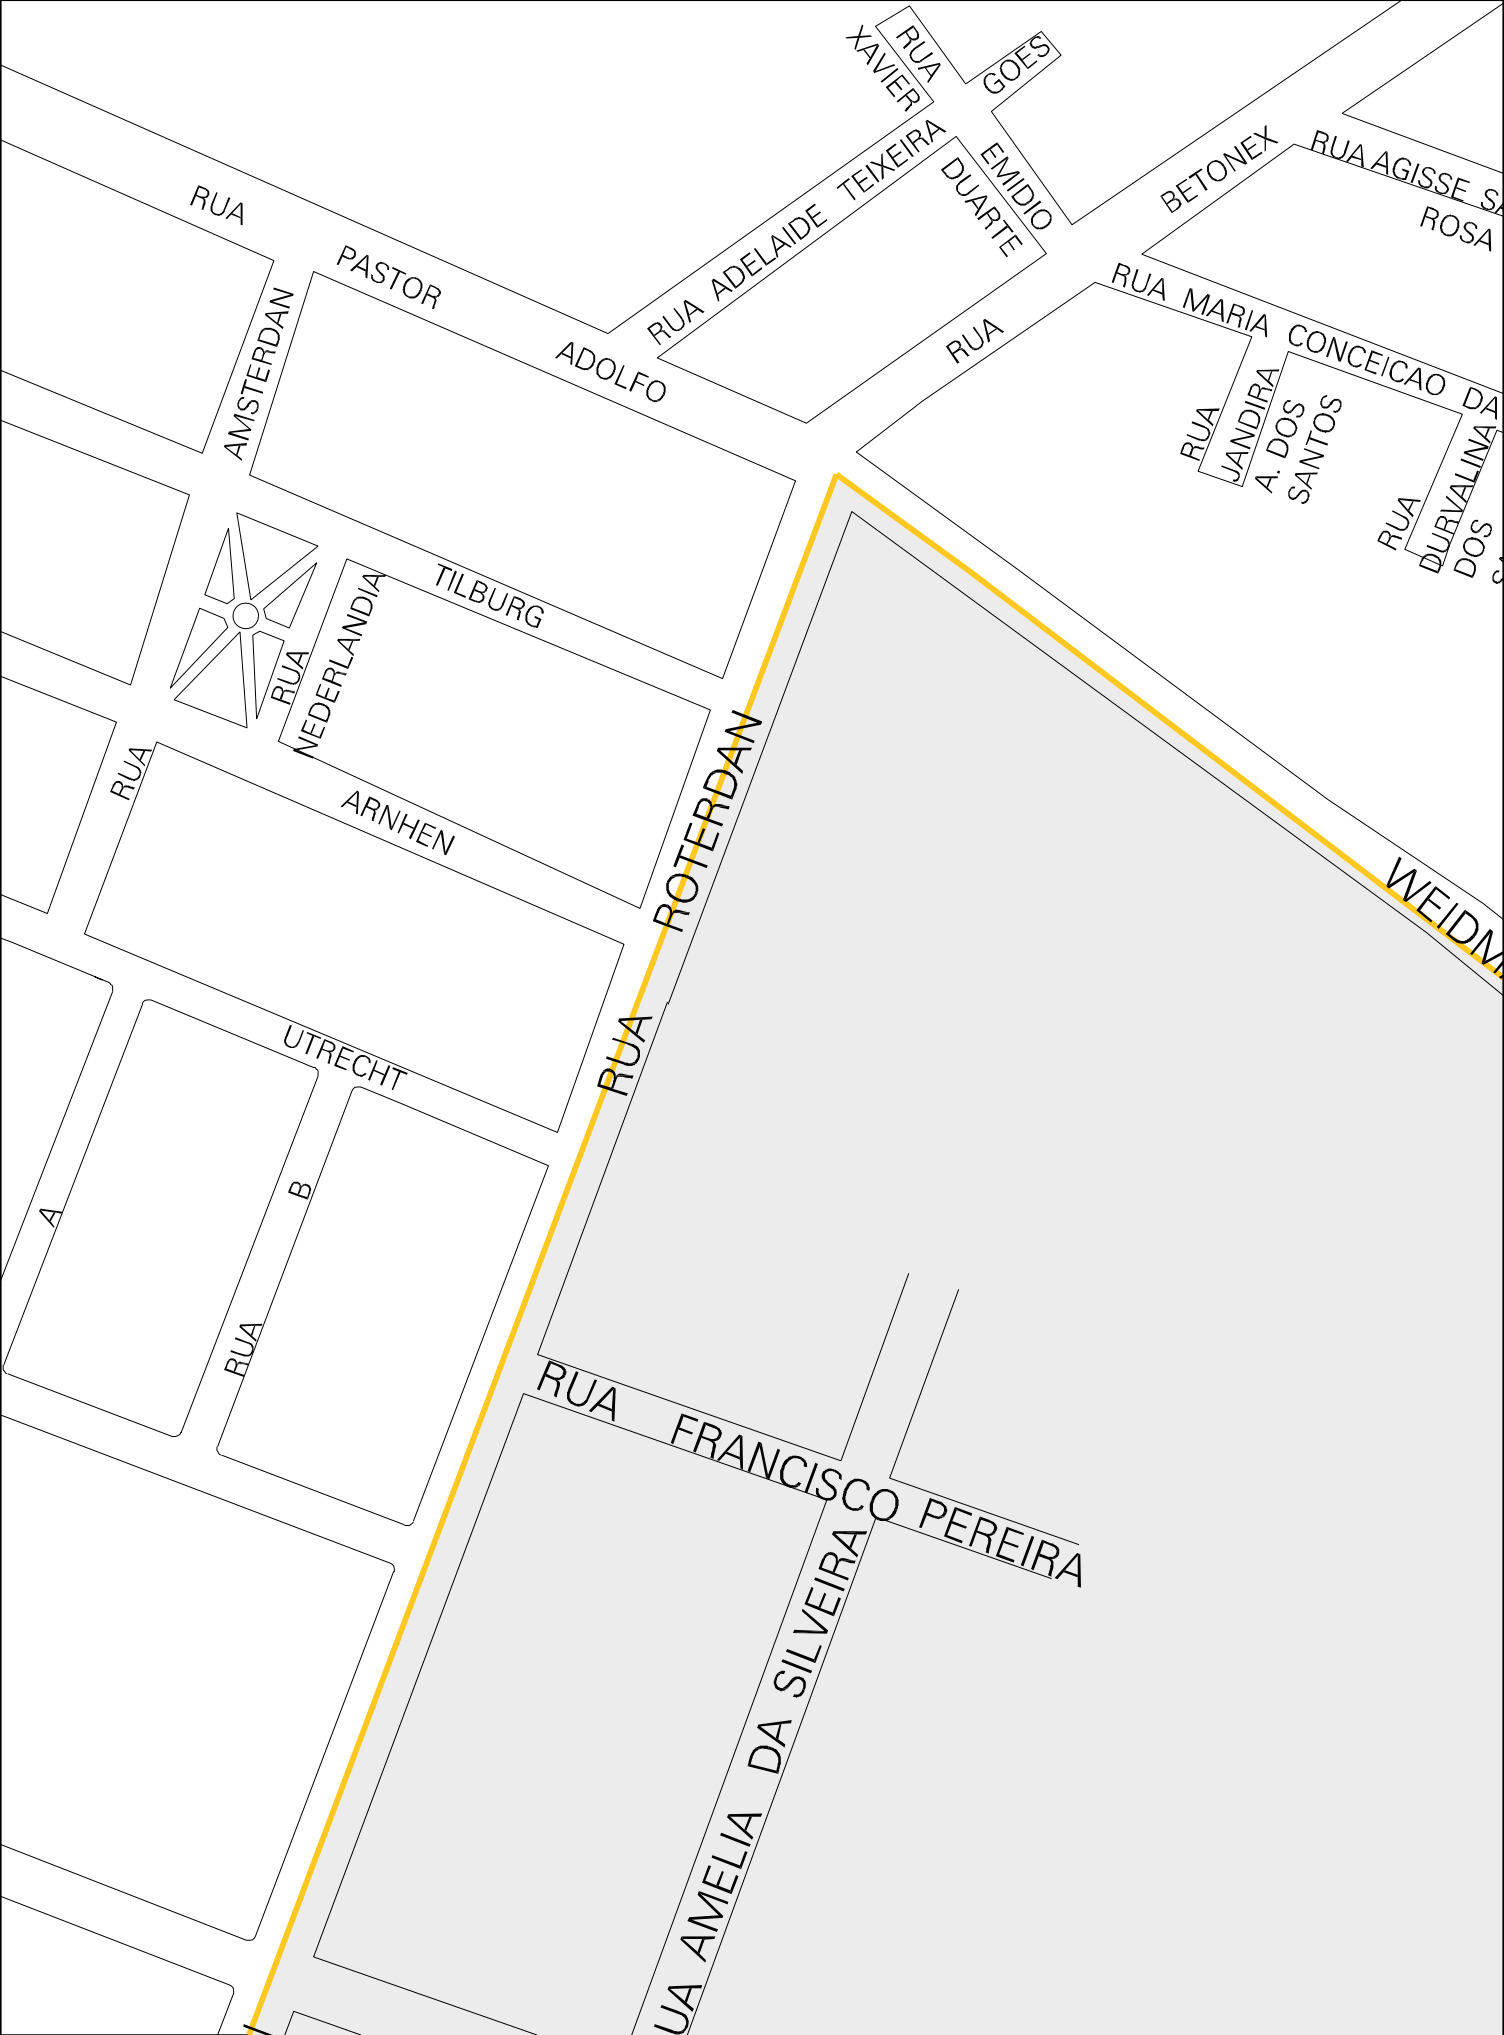 RUA
XAVIER
GOES
EMIDIO
DUARTE
RUA ADELAIDE TEIXEIRA
BETONEX
RUA
RUA AGISSE
ROSA
RUA PASTOR ADOLFO
RUA MARIA CONCEICAO DA
RUA
JANDIRA
A. DOS
SANTOS
RUA
DURVALINA
DOS
AMSTERDAN
RUA
TILBURG
RUA
NEDERLANDIA
ARNHEN
UTRECHT
RUA ROTERDAN
A
RUA B
RUA FRANCISCO PEREIRA
AMELIA DA SILVEIRA